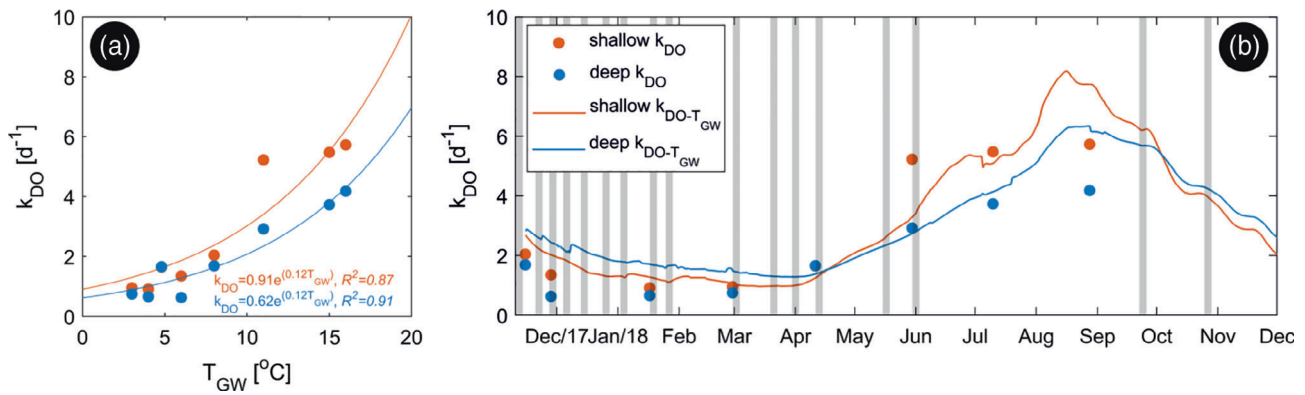 (a)
10
8
6
4
2
0
k_DO [d^-1]
k_DO=0.91e^(0.12T_GW), R^2=0.87
k_DO=0.62e^(0.12T_GW), R^2=0.91
0 5 10 15 20
T_GW [°C]
(b)
10
8
6
4
2
0
k_DO [d^-1]
shallow k_DO
deep k_DO
shallow k_DO-T_GW
deep k_DO-T_GW
Dec/17 Jan/18 Feb Mar Apr May Jun Jul Aug Sep Oct Nov Dec